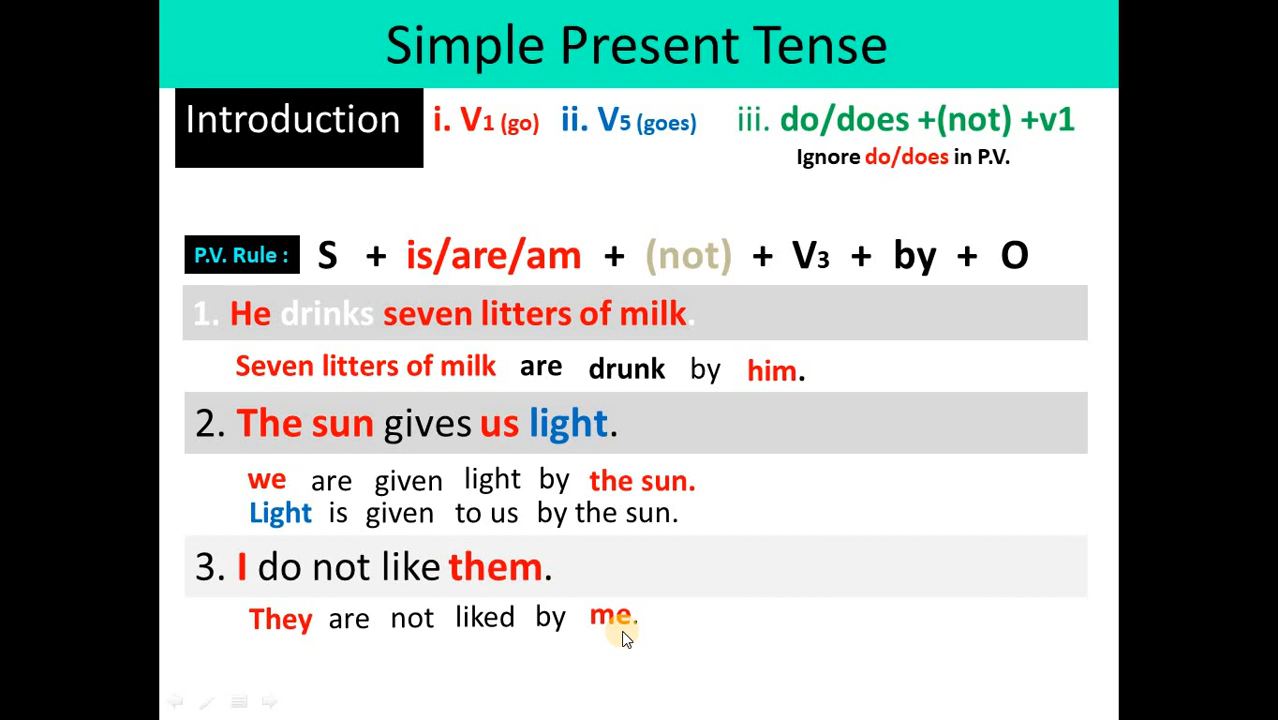 Simple Present Tense
Introduction i. V1 (go) ii. V5 (goes) iii. do/does +(not) +v1
Ignore do/does in P.V.
P.V. Rule : S + is/are/am + (not) + V3 + by + O
1. He drinks seven litters of milk.
Seven litters of milk are drunk by him.
2. The sun gives us light.
we are given light by the sun.
Light is given to us by the sun.
3. I do not like them.
They are not liked by me.